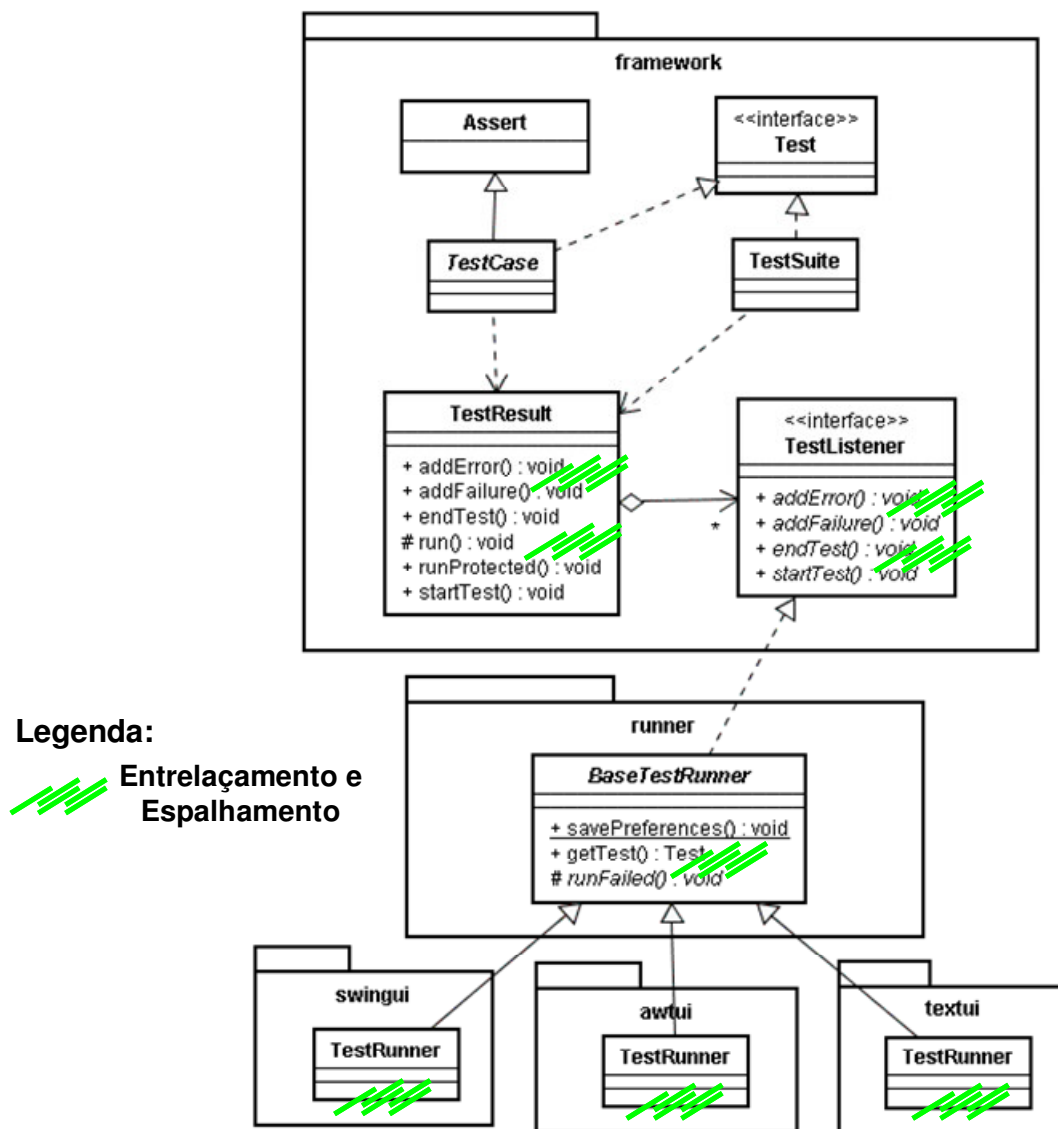 framework
Assert
<<interface>>
Test
TestCase
TestSuite
TestResult
+ addError() : void
+ addFailure() : void
+ endTest() : void
# run() : void
+ runProtected() : void
+ startTest() : void
<<interface>>
TestListener
+ addError() : void
+ addFailure() : void
+ endTest() : void
+ startTest() : void
*
runner
BaseTestRunner
+ savePreferences() : void
+ getTest() : Test
# runFailed() : void
Legenda:
Entrelaçamento e
Espalhamento
swingui
TestRunner
awtui
TestRunner
textui
TestRunner